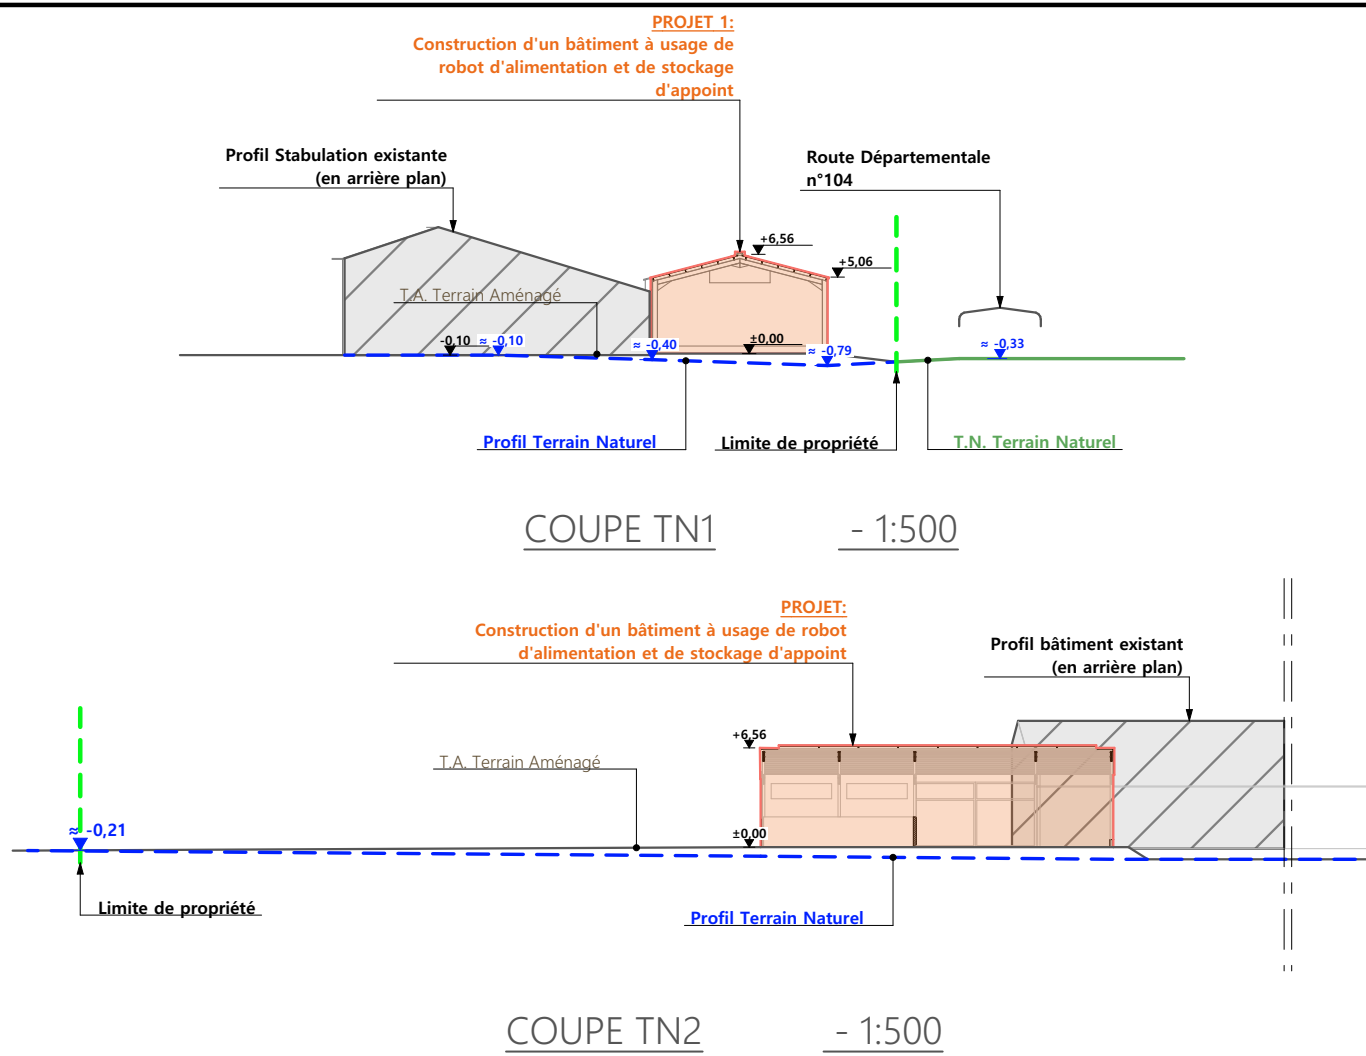 PROJET 1:
Construction d'un bâtiment à usage de
robot d'alimentation et de stockage
d'appoint
Profil Stabulation existante
(en arrière plan)
Route Départementale
n°104
+6,56
+5,06
T.A. Terrain Aménagé
-0,10
≈ -0,10
≈ -0,40
±0,00
≈ -0,79
≈ -0,33
Profil Terrain Naturel
Limite de propriété
T.N. Terrain Naturel
COUPE TN1 - 1:500
PROJET:
Construction d'un bâtiment à usage de robot
d'alimentation et de stockage d'appoint
Profil bâtiment existant
(en arrière plan)
+6,56
T.A. Terrain Aménagé
≈ -0,21
±0,00
Limite de propriété
Profil Terrain Naturel
COUPE TN2 - 1:500